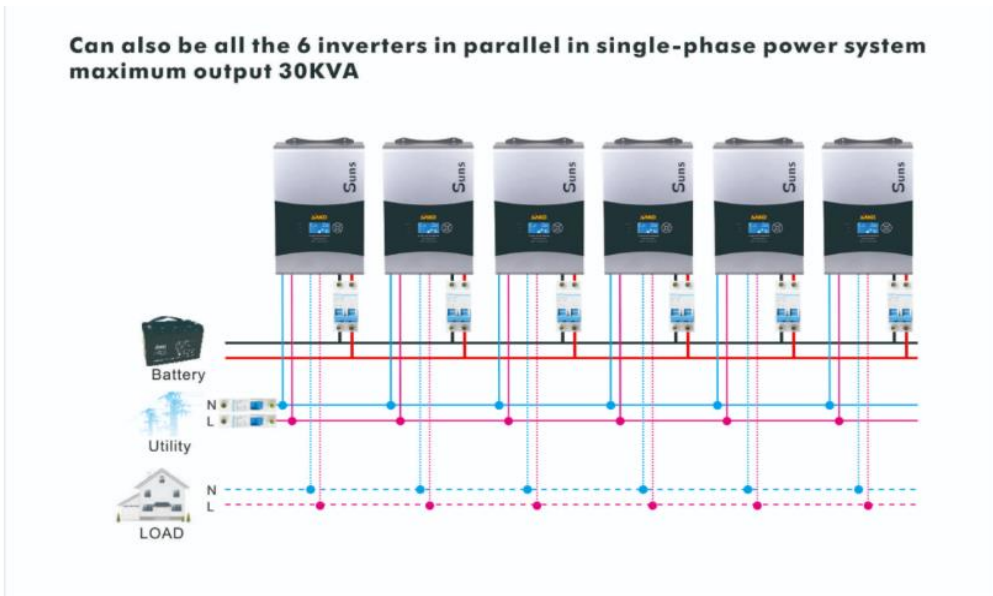 Can also be all the 6 inverters in parallel in single-phase power system
maximum output 30KVA
Suns Suns Suns Suns Suns Suns
Battery
N
L
Utility
N
L
LOAD